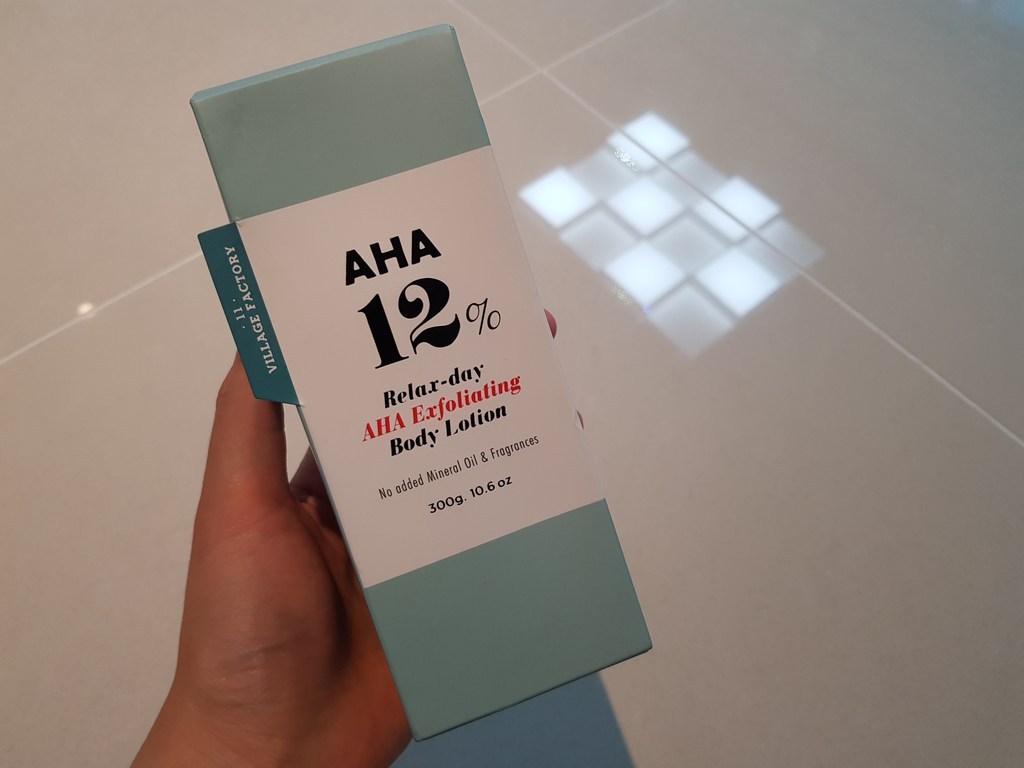 AHA
12%
Relax-day
AHA Exfoliating
Body Lotion
No added Mineral Oil & Fragrances
300g. 10.6 oz
· 11 ·
VILLAGE FACTORY